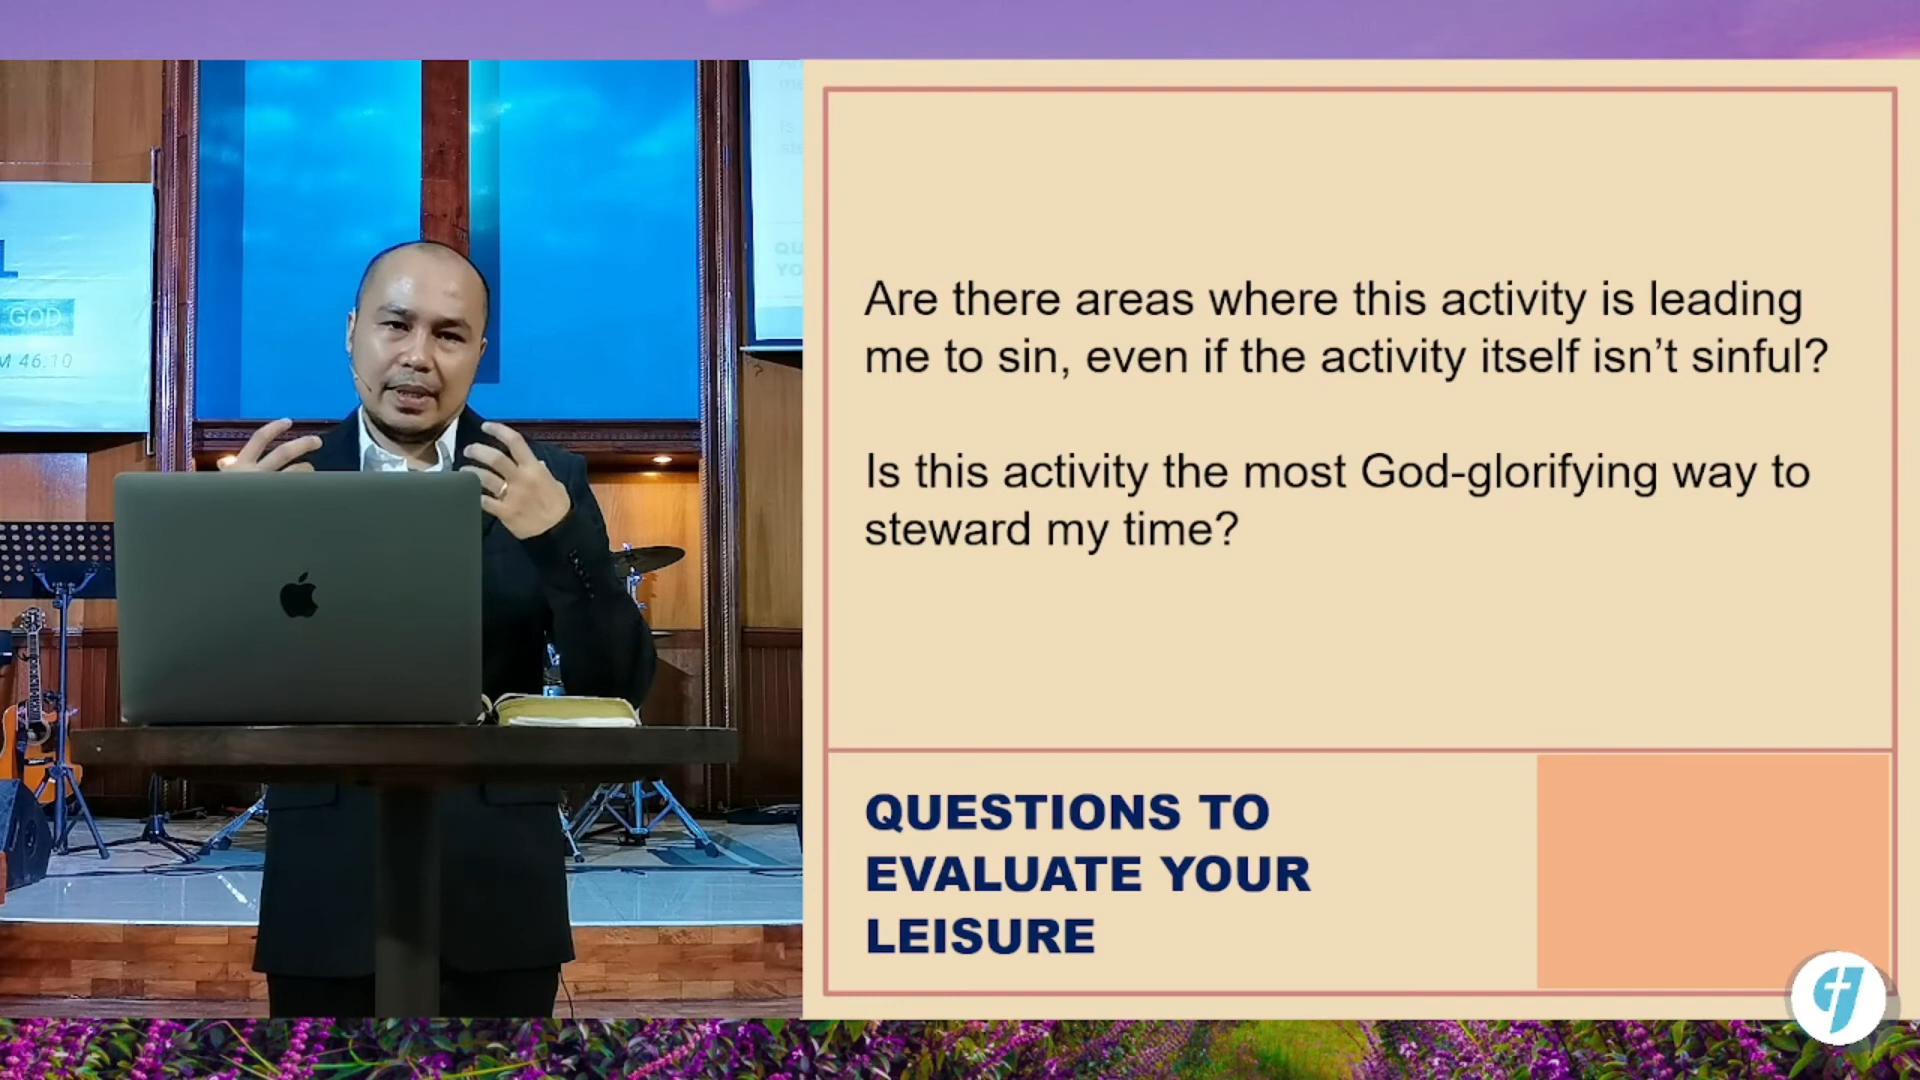 L
GOD
M 46:10
Are there areas where this activity is leading
me to sin, even if the activity itself isn’t sinful?
Is this activity the most God-glorifying way to
steward my time?
QUESTIONS TO
EVALUATE YOUR
LEISURE